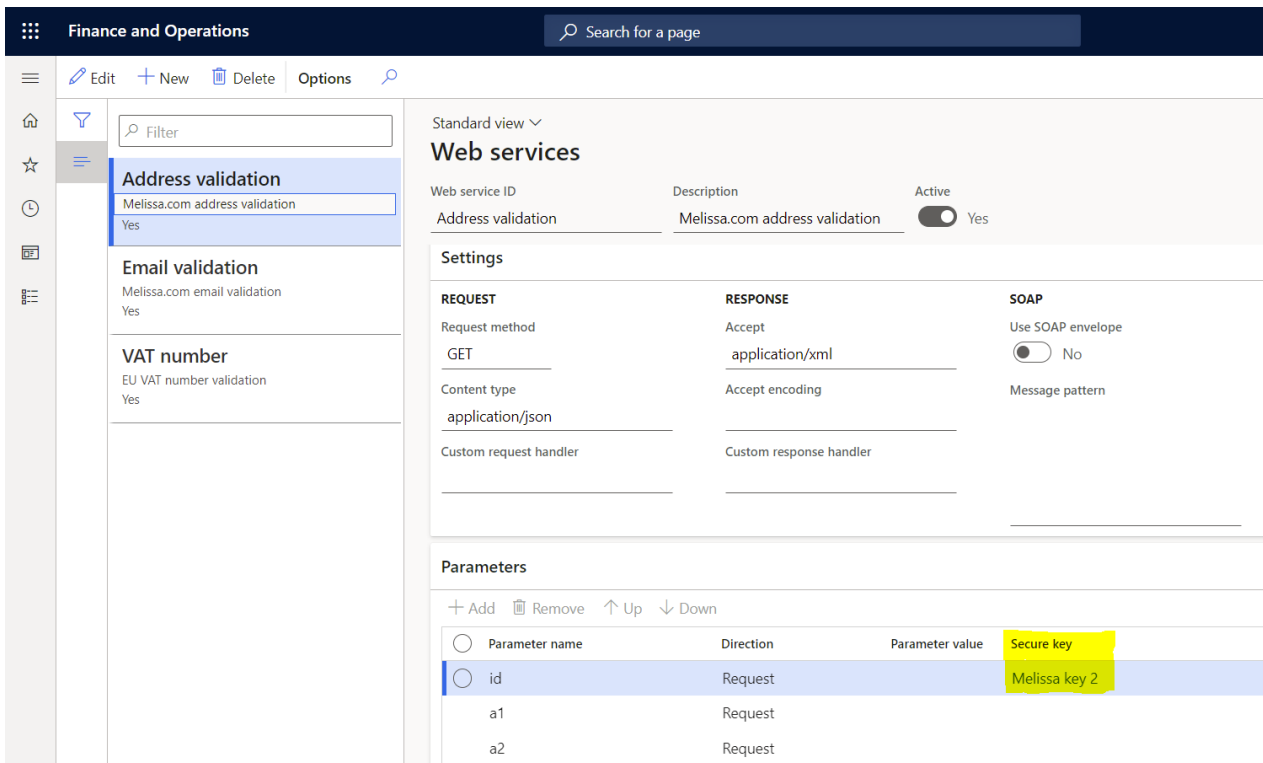 Finance and Operations
Search for a page
Edit New Delete Options
Filter
Address validation
Melissa.com address validation
Yes
Email validation
Melissa.com email validation
Yes
VAT number
EU VAT number validation
Yes
Standard view
Web services
Web service ID Description Active
Address validation Melissa.com address validation Yes
Settings
REQUEST RESPONSE SOAP
Request method Accept Use SOAP envelope
GET application/xml No
Content type Accept encoding Message pattern
application/json
Custom request handler Custom response handler
Parameters
Add Remove Up Down
Parameter name Direction Parameter value Secure key
id Request Melissa key 2
a1 Request
a2 Request